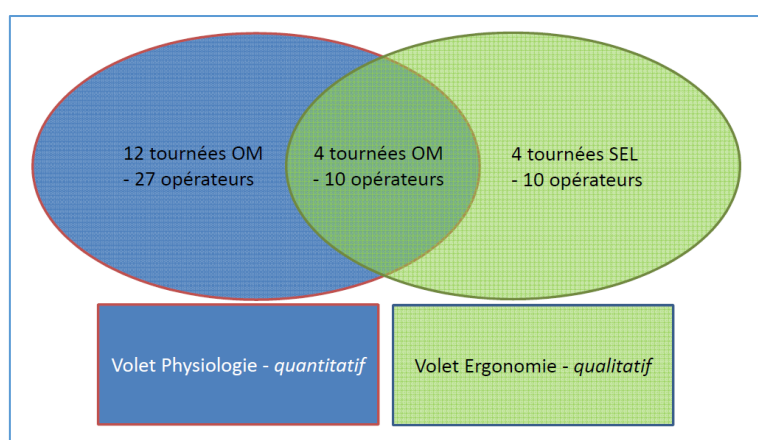 12 tournées OM
- 27 opérateurs
4 tournées OM
- 10 opérateurs
4 tournées SEL
- 10 opérateurs
Volet Physiologie - quantitatif
Volet Ergonomie - qualitatif